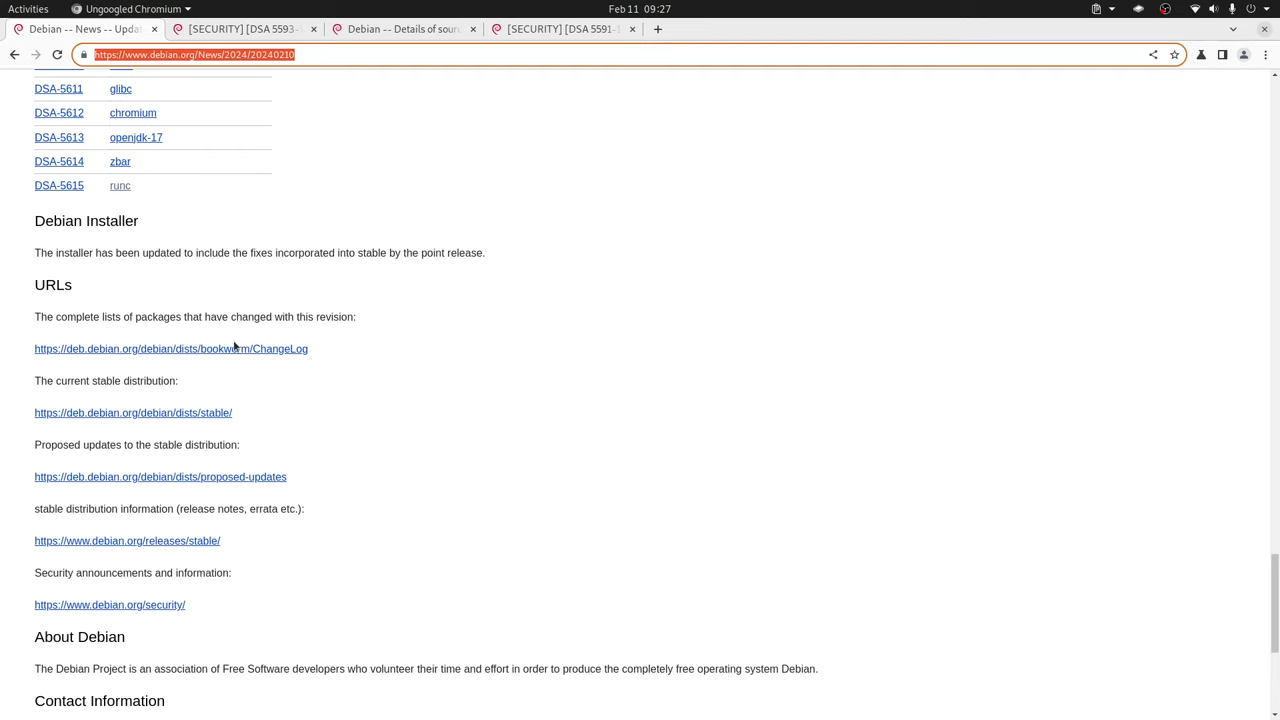 Activities
Ungoogled Chromium
Feb 11 09:27
Debian -- News -- Upda
[SECURITY] [DSA 5593-
Debian -- Details of sour
[SECURITY] [DSA 5591-
https://www.debian.org/News/2024/20240210
DSA-5611 glibc
DSA-5612 chromium
DSA-5613 openjdk-17
DSA-5614 zbar
DSA-5615 runc
Debian Installer
The installer has been updated to include the fixes incorporated into stable by the point release.
URLs
The complete lists of packages that have changed with this revision:
https://deb.debian.org/debian/dists/bookworm/ChangeLog
The current stable distribution:
https://deb.debian.org/debian/dists/stable/
Proposed updates to the stable distribution:
https://deb.debian.org/debian/dists/proposed-updates
stable distribution information (release notes, errata etc.):
https://www.debian.org/releases/stable/
Security announcements and information:
https://www.debian.org/security/
About Debian
The Debian Project is an association of Free Software developers who volunteer their time and effort in order to produce the completely free operating system Debian.
Contact Information